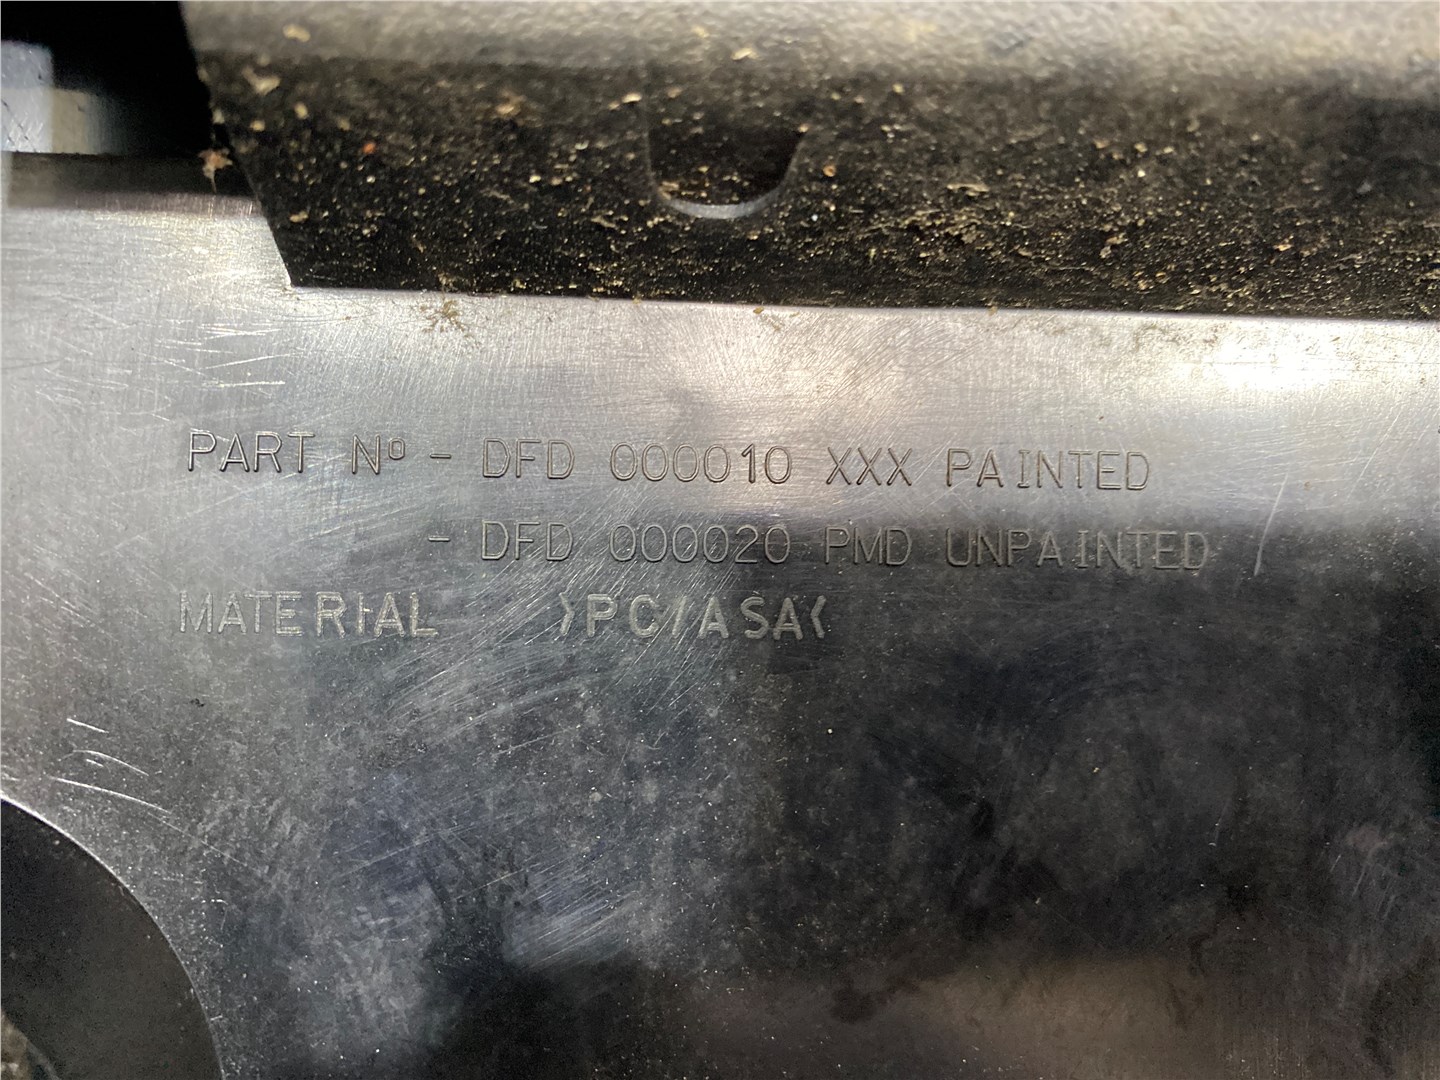 PART Nº - DFD 000010 XXX PAINTED
- DFD 000020 PMD UNPAINTED
MATERIAL >PC/ASA<